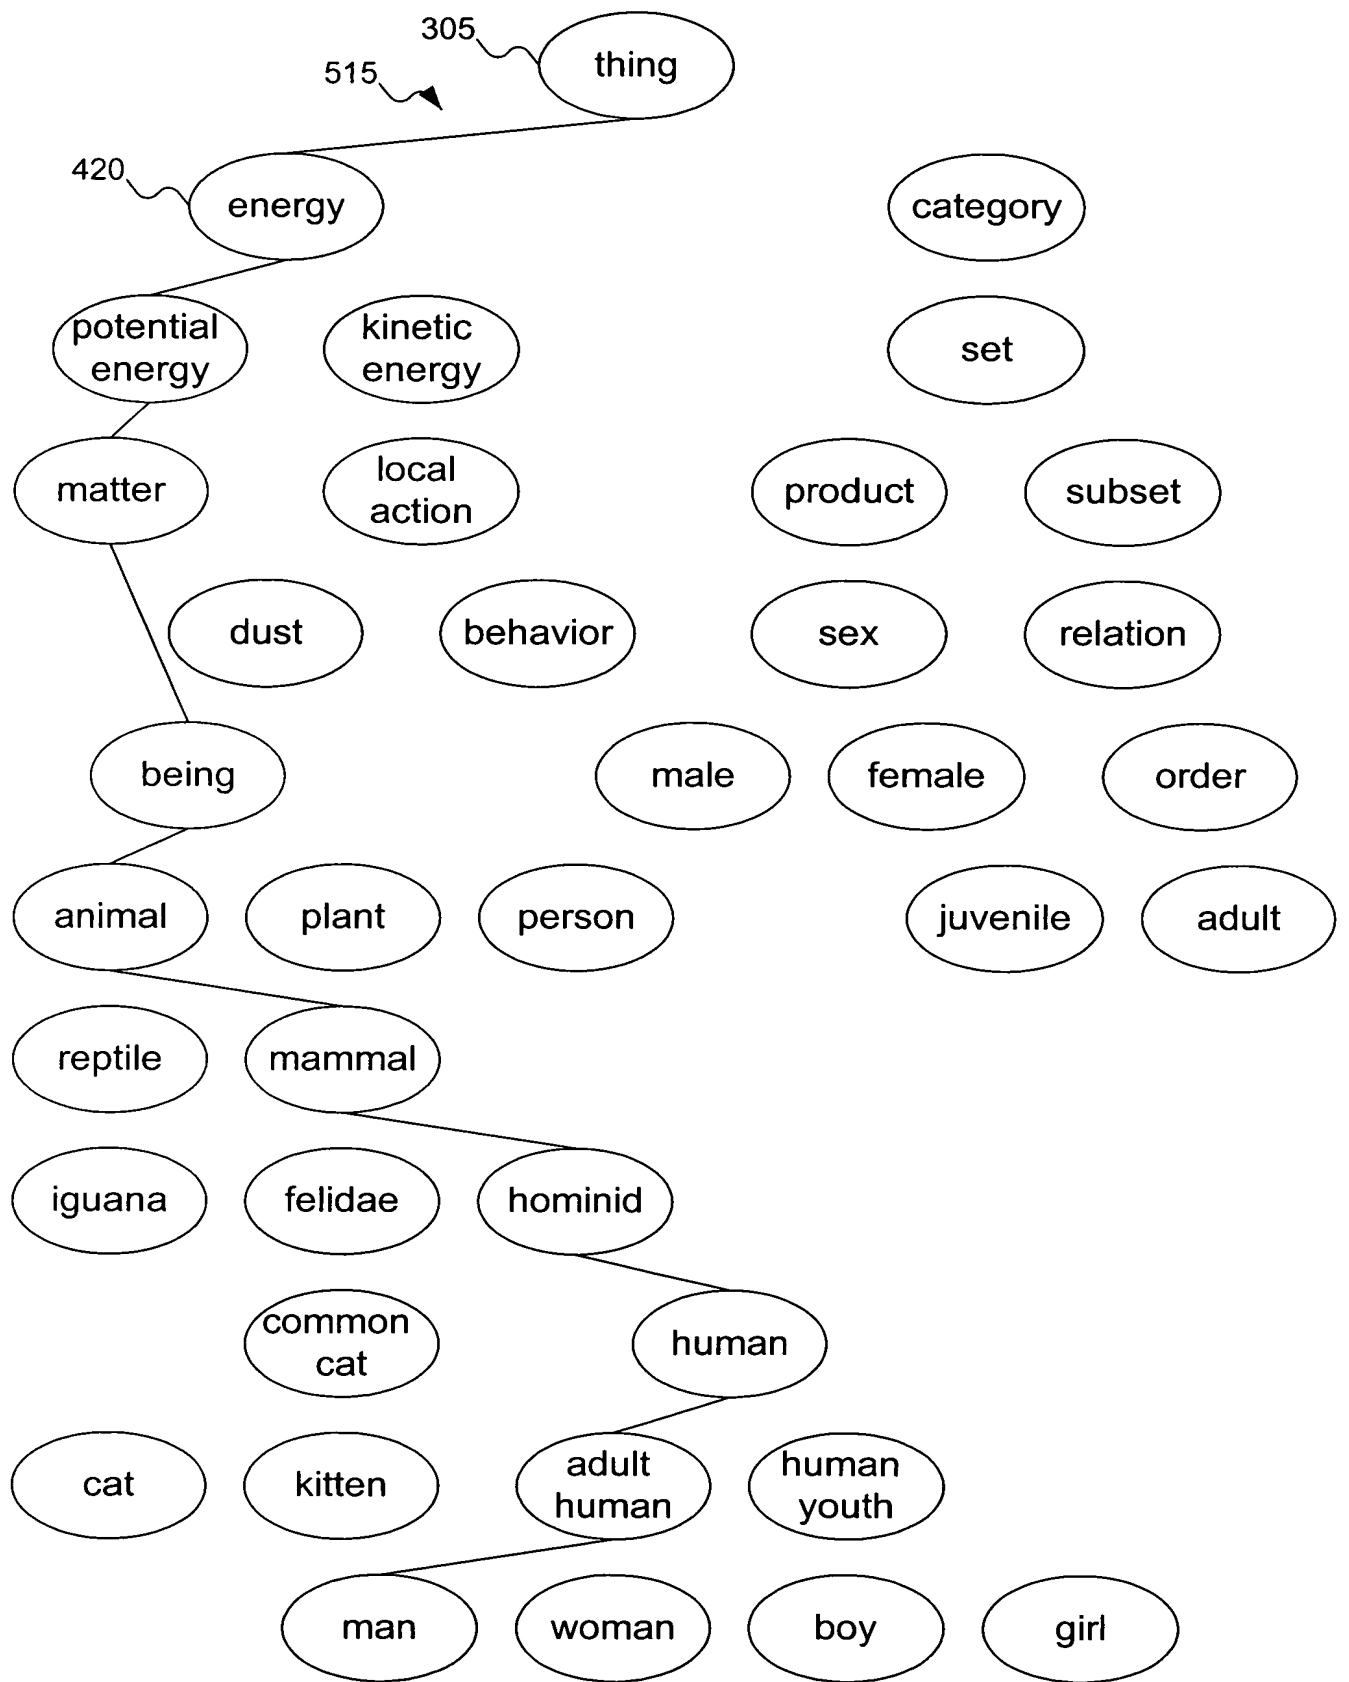 305
thing
515
420
energy
category
potential
energy
kinetic
energy
set
matter
local
action
product
subset
dust
behavior
sex
relation
being
male
female
order
animal
plant
person
juvenile
adult
reptile
mammal
iguana
felidae
hominid
common
cat
human
cat
kitten
adult
human
human
youth
man
woman
boy
girl